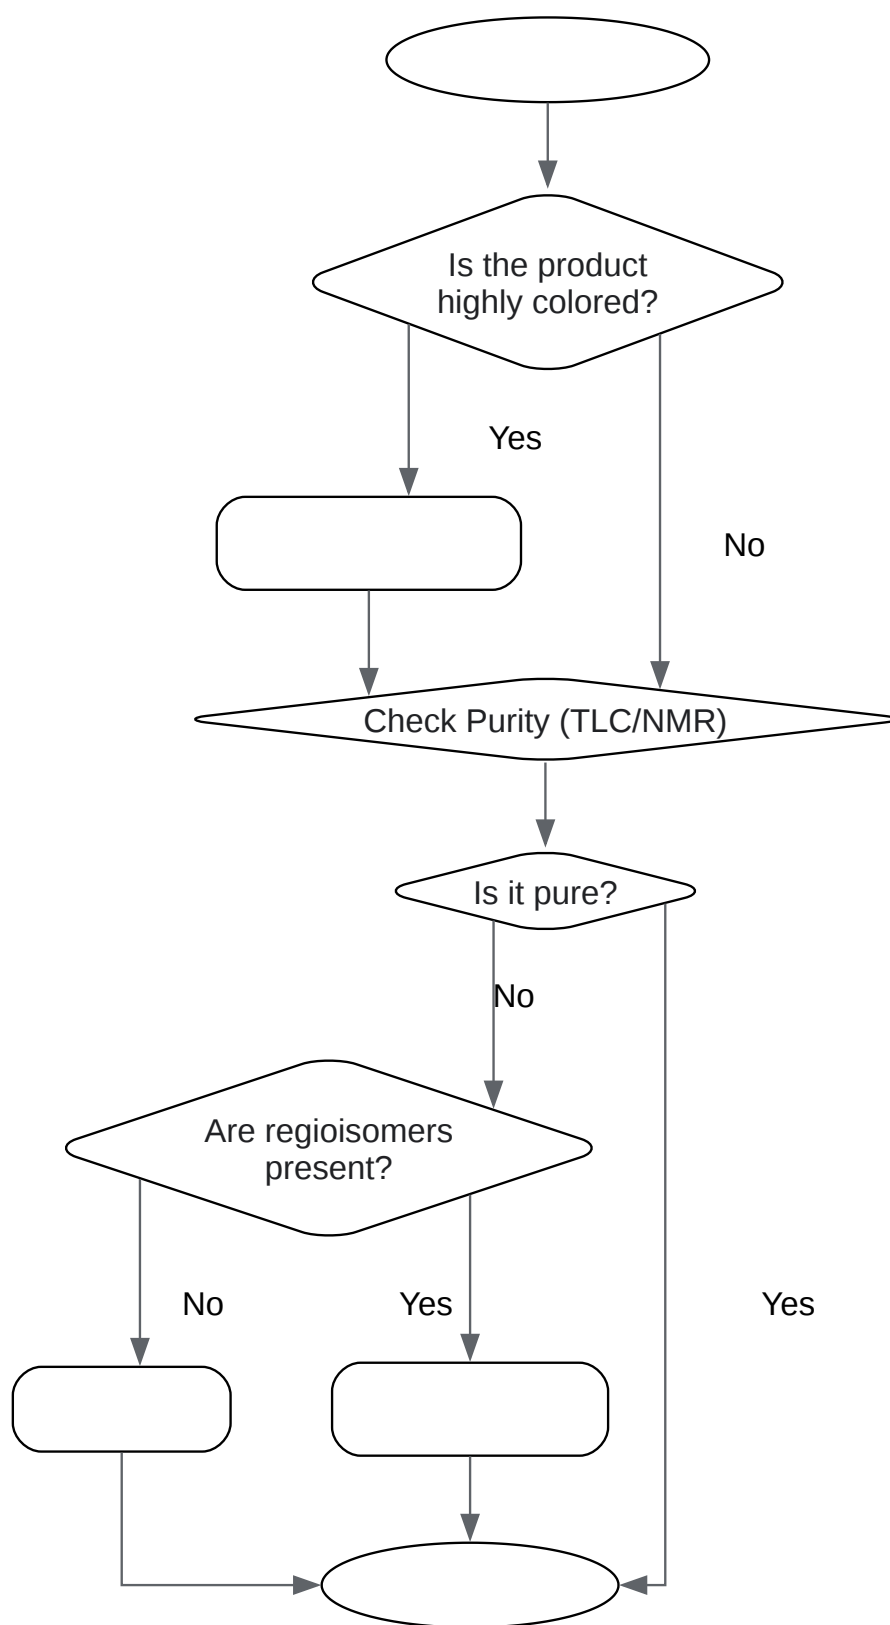 Is the product
highly colored?
Yes
No
Check Purity (TLC/NMR)
Is it pure?
No
Are regioisomers
present?
No
Yes
Yes